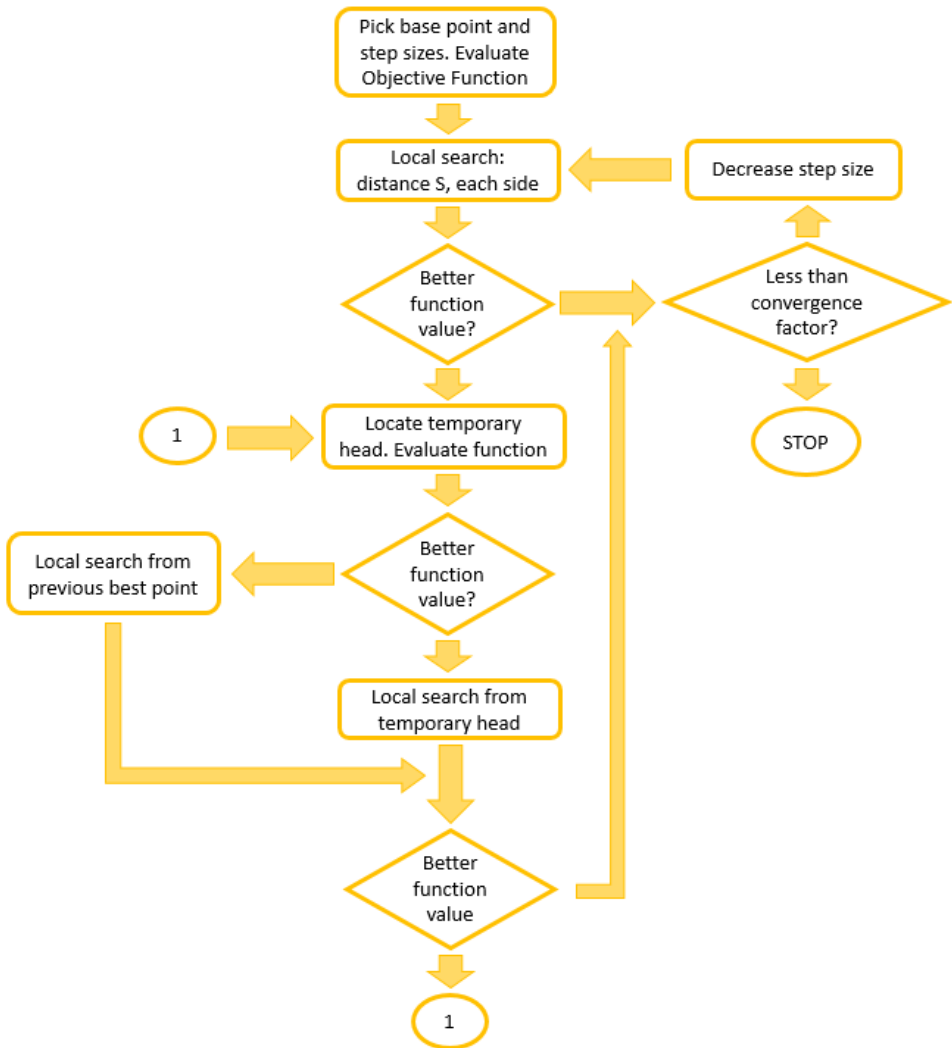 Pick base point and
step sizes. Evaluate
Objective Function
Local search:
distance S, each side
Decrease step size
Better
function
value?
Less than
convergence
factor?
1
Locate temporary
head. Evaluate function
STOP
Local search from
previous best point
Better
function
value?
Local search from
temporary head
Better
function
value
1